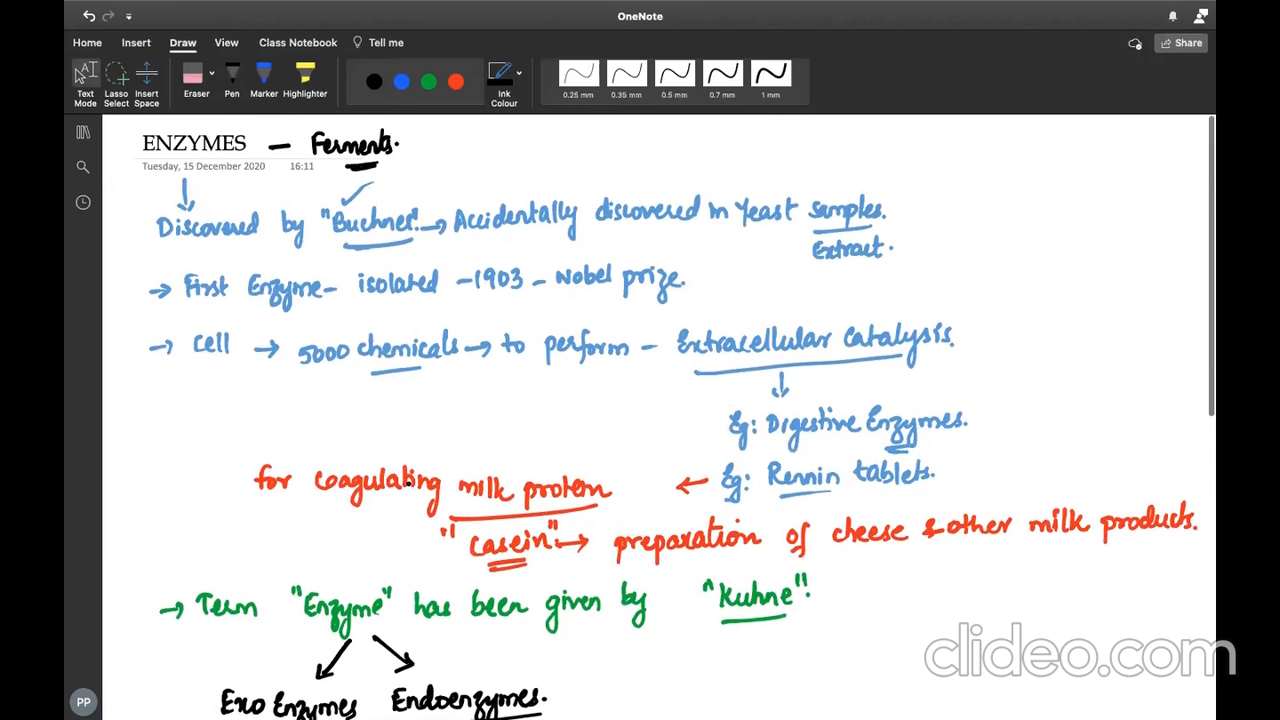 OneNote
Home Insert Draw View Class Notebook Tell me
Share
Text Mode
Lasso Select
Insert Space
Eraser
Pen
Marker
Highlighter
Ink Colour
0.25 mm 0.35 mm 0.5 mm 0.7 mm 1 mm
ENZYMES — Ferments.
Tuesday, 15 December 2020 16:11
Discovered by "Buchner". → Accidentally discovered in Yeast samples.
Extract.
→ First Enzyme - isolated - 1903 - Nobel prize.
→ Cell → 5000 chemicals → to perform - Extracellular catalysis.
Eg: Digestive Enzymes.
for coagulating milk protein ← Eg: Rennin tablets.
"casein". → preparation of cheese & other milk products.
→ Term "Enzyme" has been given by "Kuhne".
Exo Enzymes Endoenzymes.
PP
clideo.com